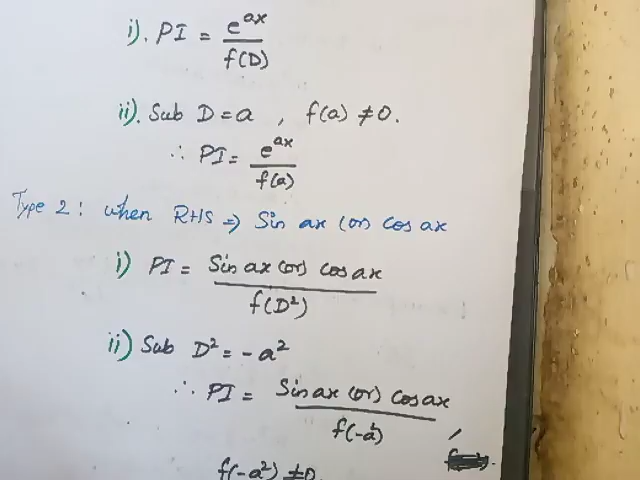 i). PI = e^ax / f(D)
ii). Sub D = a , f(a) ≠ 0.
∴ PI = e^ax / f(a)
Type 2 : when RHS ⇒ Sin ax (or) cos ax
i) PI = Sin ax (or) cos ax / f(D²)
ii) Sub D² = -a²
∴ PI = Sin ax (or) cos ax / f(-a²) ,
f(-a²) ≠ 0.